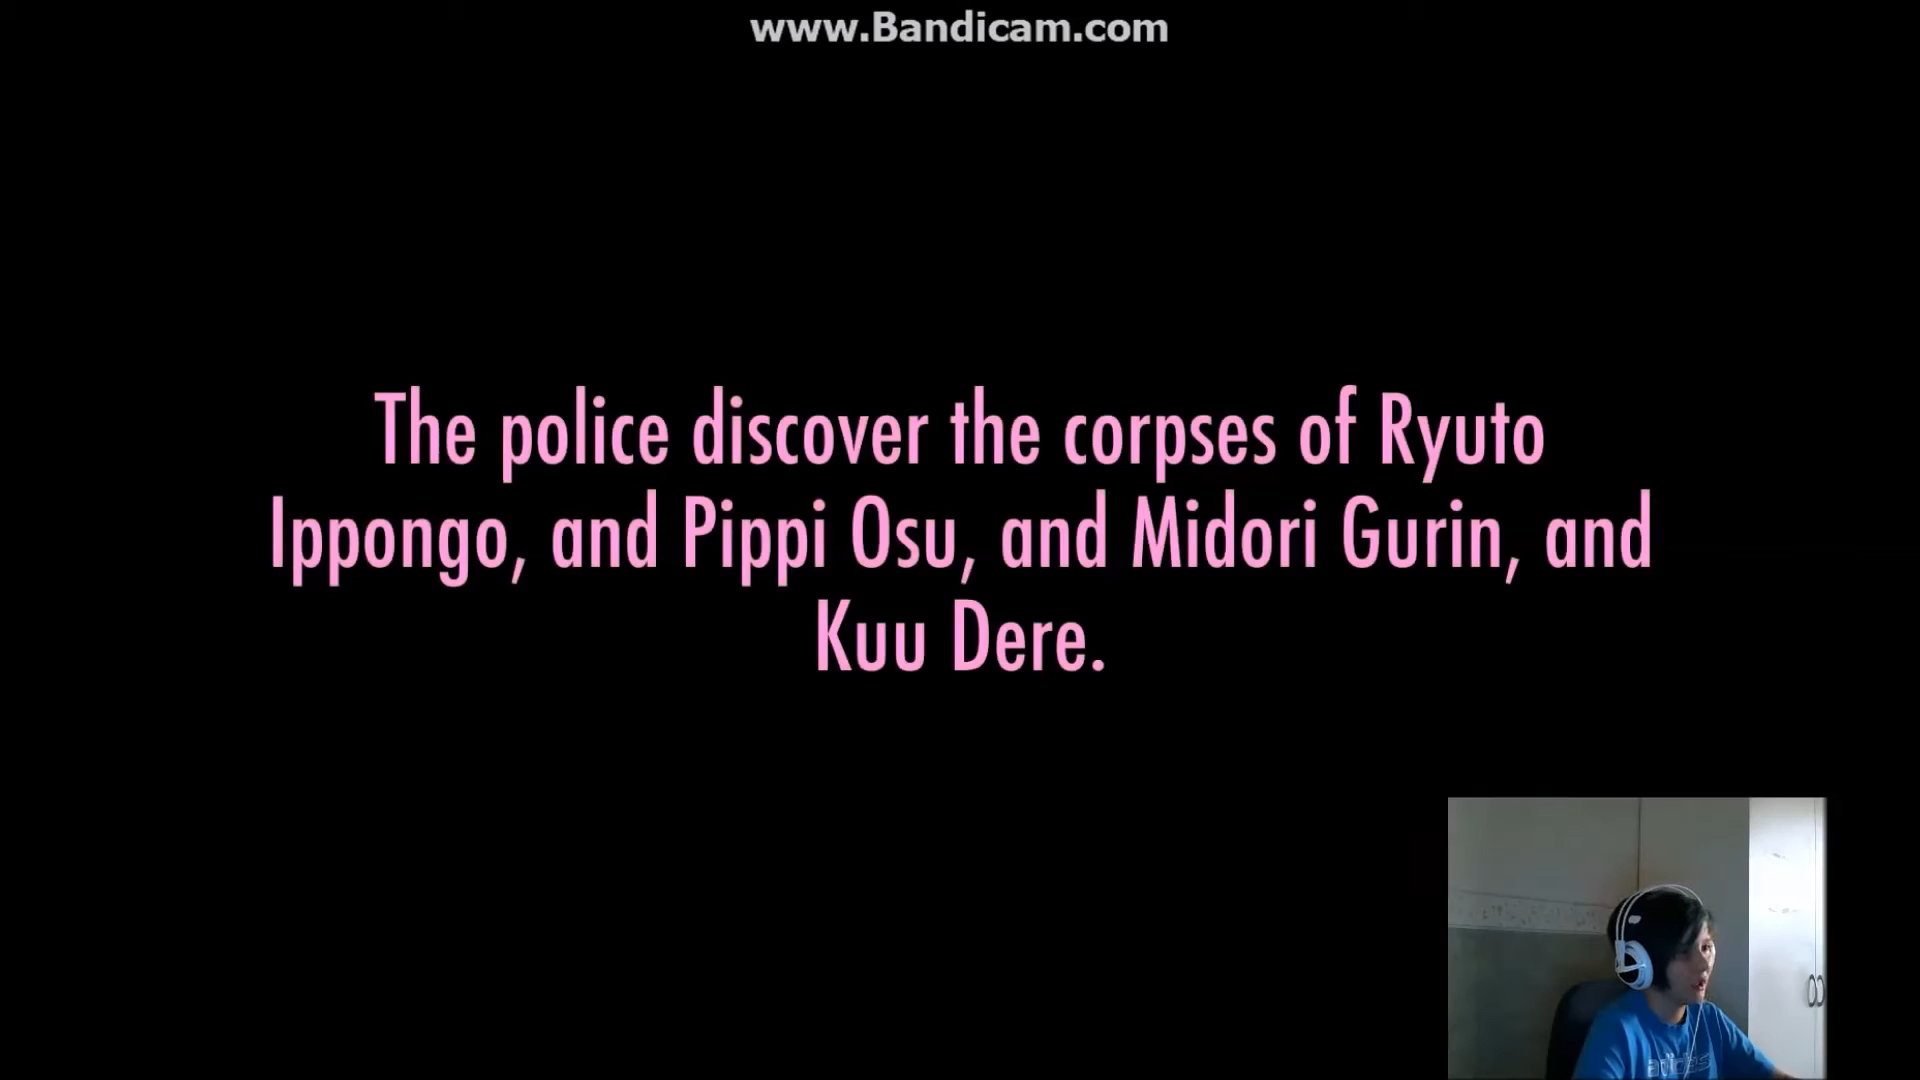 www.Bandicam.com
The police discover the corpses of Ryuto
Ippongo, and Pippi Osu, and Midori Gurin, and
Kuu Dere.
adidas